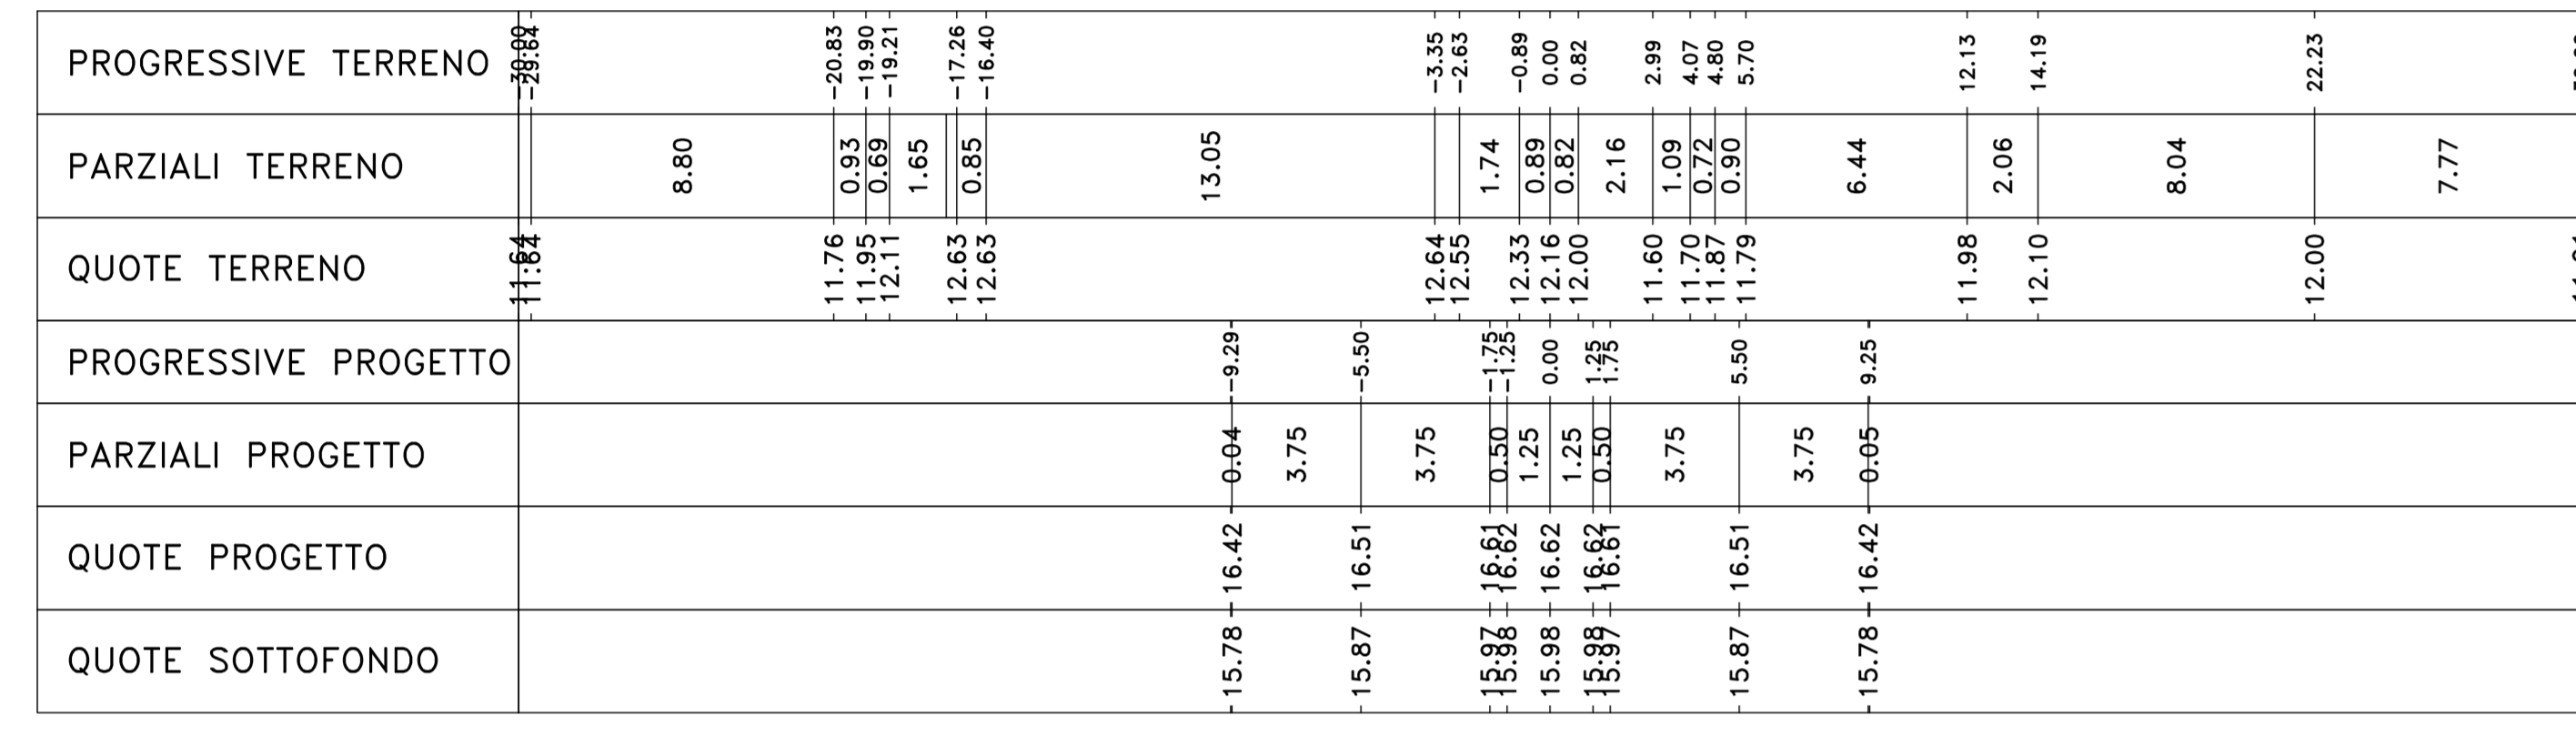 PROGRESSIVE TERRENO -30.00 -29.64 -20.83 -19.90 -19.21 -17.26 -16.40 -3.35 -2.63 -0.89 0.00 0.82 2.99 4.07 4.80 5.70 12.13 14.19 22.23
PARZIALI TERRENO 8.80 0.93 0.69 1.65 0.85 13.05 1.74 0.89 0.82 2.16 1.09 0.72 0.90 6.44 2.06 8.04 7.77
QUOTE TERRENO 11.64 11.64 11.76 11.95 12.11 12.63 12.63 12.64 12.55 12.33 12.16 12.00 11.60 11.70 11.87 11.79 11.98 12.10 12.00
PROGRESSIVE PROGETTO -9.29 -5.50 -1.75 -1.25 0.00 1.25 1.75 5.50 9.25
PARZIALI PROGETTO 0.04 3.75 3.75 0.50 1.25 1.25 0.50 3.75 3.75 0.05
QUOTE PROGETTO 16.42 16.51 16.61 16.62 16.62 16.62 16.61 16.51 16.42
QUOTE SOTTOFONDO 15.78 15.87 15.97 15.98 15.98 15.98 15.97 15.87 15.78